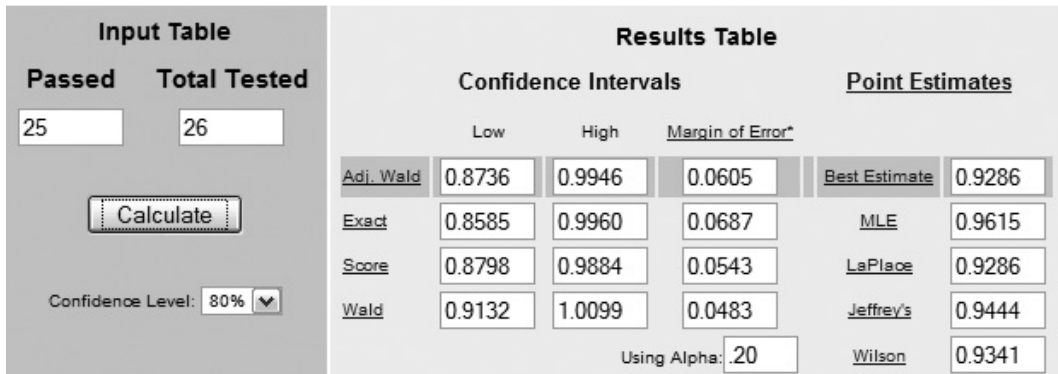 Input Table
Passed Total Tested
25 26
Calculate
Confidence Level: 80%
Results Table
Confidence Intervals Point Estimates
Low High Margin of Error*
Adj. Wald 0.8736 0.9946 0.0605 Best Estimate 0.9286
Exact 0.8585 0.9960 0.0687 MLE 0.9615
Score 0.8798 0.9884 0.0543 LaPlace 0.9286
Wald 0.9132 1.0099 0.0483 Jeffrey's 0.9444
Using Alpha: .20 Wilson 0.9341